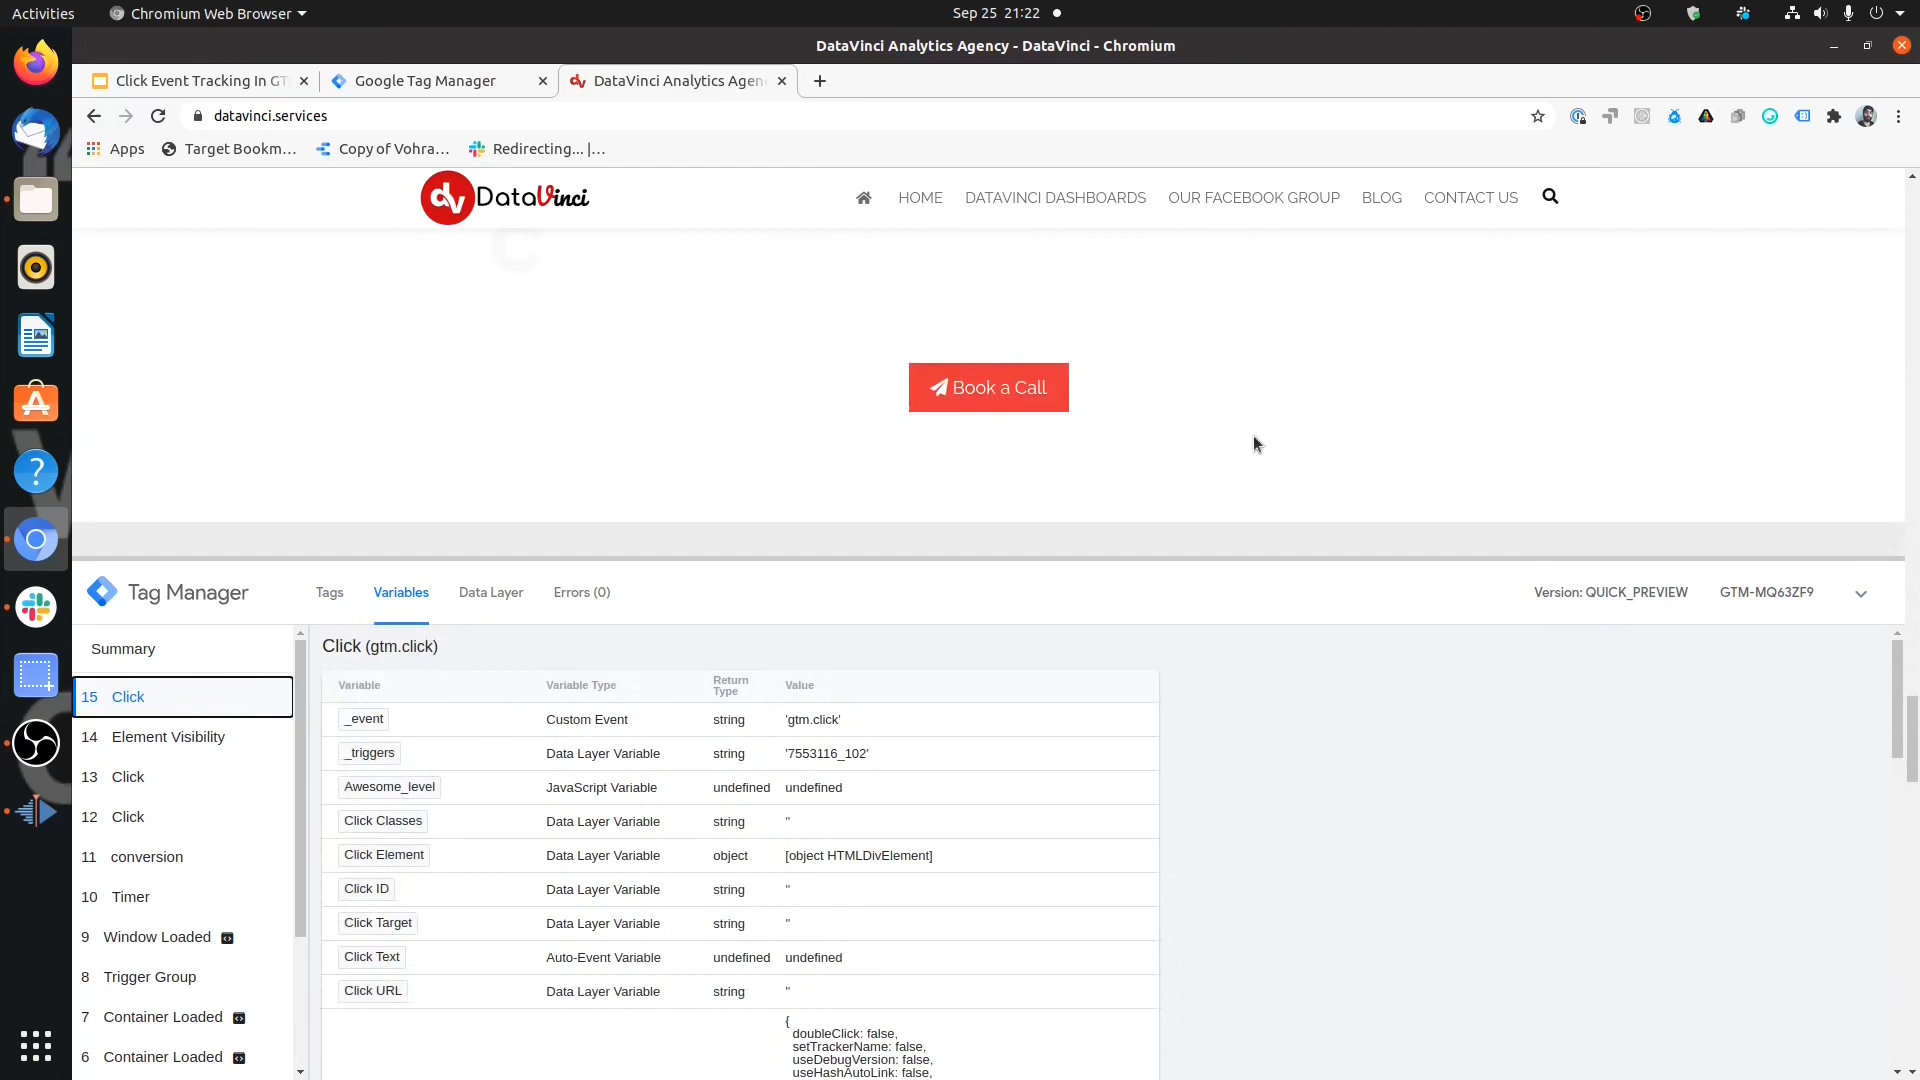 Activities Chromium Web Browser Sep 25 21:22
DataVinci Analytics Agency - DataVinci - Chromium
Click Event Tracking In GT Google Tag Manager DataVinci Analytics Agen
datavinci.services
Apps Target Bookm... Copy of Vohra... Redirecting... |...
dv DataVinci HOME DATAVINCI DASHBOARDS OUR FACEBOOK GROUP BLOG CONTACT US
Book a Call
Tag Manager Tags Variables Data Layer Errors (0) Version: QUICK_PREVIEW GTM-MQ63ZF9
Summary
15 Click
14 Element Visibility
13 Click
12 Click
11 conversion
10 Timer
9 Window Loaded
8 Trigger Group
7 Container Loaded
6 Container Loaded
Click (gtm.click)
Variable Variable Type Return Type Value
_event Custom Event string 'gtm.click'
_triggers Data Layer Variable string '7553116_102'
Awesome_level JavaScript Variable undefined undefined
Click Classes Data Layer Variable string ''
Click Element Data Layer Variable object [object HTMLDivElement]
Click ID Data Layer Variable string ''
Click Target Data Layer Variable string ''
Click Text Auto-Event Variable undefined undefined
Click URL Data Layer Variable string ''
{
doubleClick: false,
setTrackerName: false,
useDebugVersion: false,
useHashAutoLink: false,